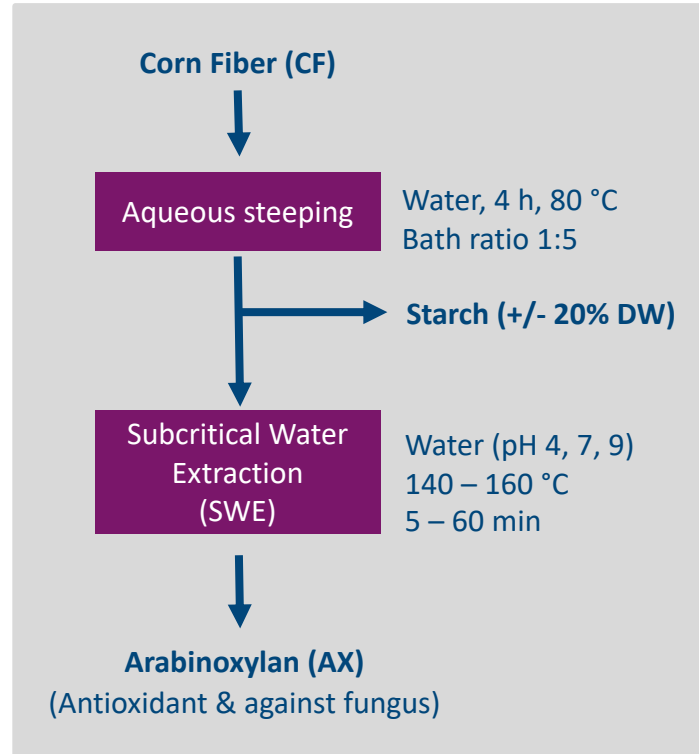 Corn Fiber (CF)
Aqueous steeping
Water, 4 h, 80 °C
Bath ratio 1:5
Starch (+/- 20% DW)
Subcritical Water
Extraction
(SWE)
Water (pH 4, 7, 9)
140 – 160 °C
5 – 60 min
Arabinoxylan (AX)
(Antioxidant & against fungus)